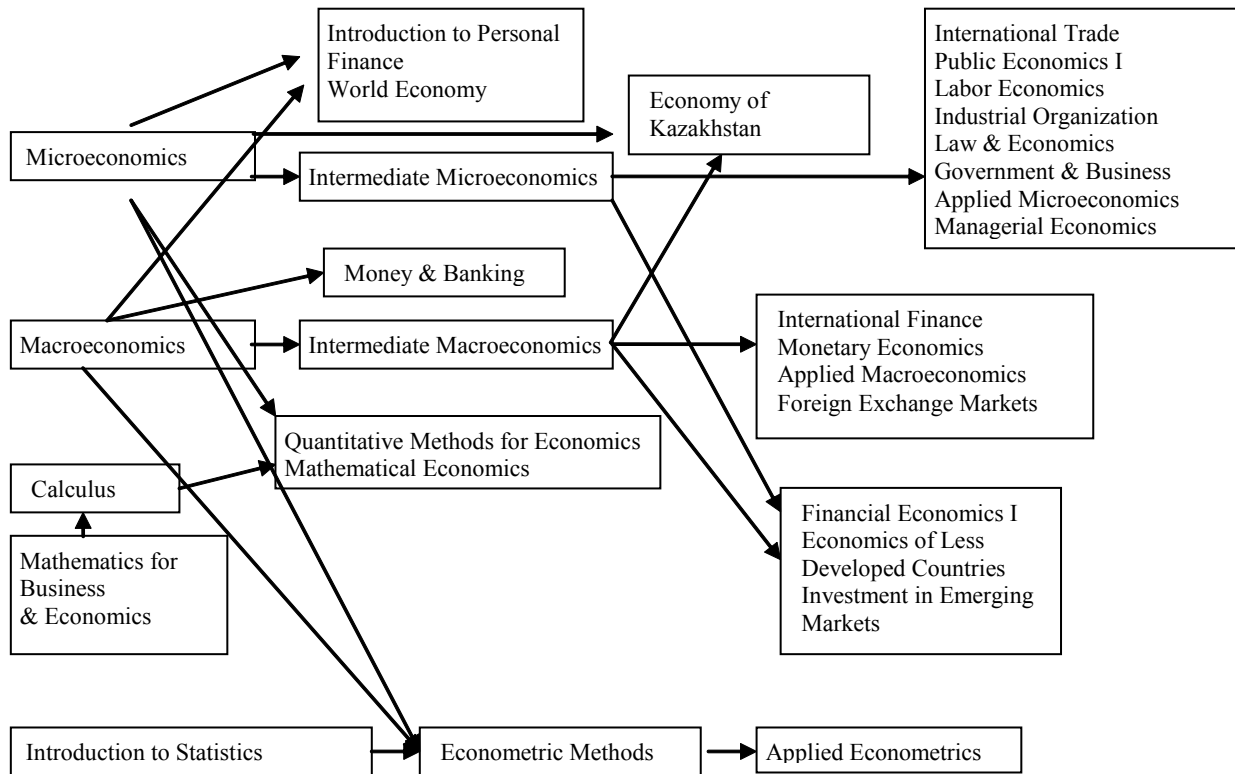 Introduction to Personal
Finance
World Economy
International Trade
Public Economics I
Labor Economics
Industrial Organization
Law & Economics
Government & Business
Applied Microeconomics
Managerial Economics
Economy of
Kazakhstan
Microeconomics
Intermediate Microeconomics
Money & Banking
Macroeconomics
Intermediate Macroeconomics
International Finance
Monetary Economics
Applied Macroeconomics
Foreign Exchange Markets
Quantitative Methods for Economics
Mathematical Economics
Calculus
Mathematics for
Business
& Economics
Financial Economics I
Economics of Less
Developed Countries
Investment in Emerging
Markets
Introduction to Statistics
Econometric Methods
Applied Econometrics